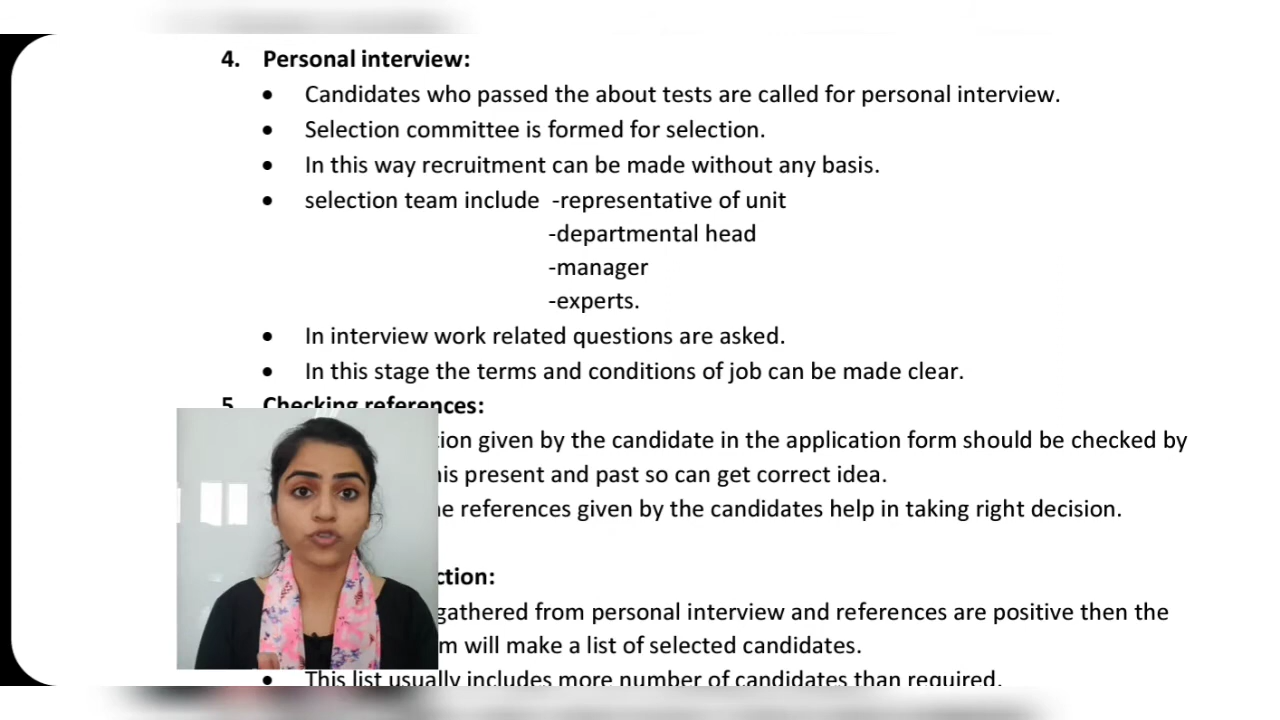 4. Personal interview:
• Candidates who passed the about tests are called for personal interview.
• Selection committee is formed for selection.
• In this way recruitment can be made without any basis.
• selection team include -representative of unit
-departmental head
-manager
-experts.
• In interview work related questions are asked.
• In this stage the terms and conditions of job can be made clear.
5. Checking references:
ion given by the candidate in the application form should be checked by
his present and past so can get correct idea.
e references given by the candidates help in taking right decision.
ction:
gathered from personal interview and references are positive then the
m will make a list of selected candidates.
• This list usually includes more number of candidates than required.